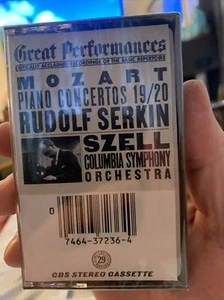 Great Performances
CRITICALLY ACCLAIMED RECORDINGS OF THE BASIC REPERTOIRE
MOZART
PIANO CONCERTOS 19/20
RUDOLF SERKIN
SZELL
COLUMBIA SYMPHONY
ORCHESTRA
0
7464-37236-4
29
CBS STEREO CASSETTE